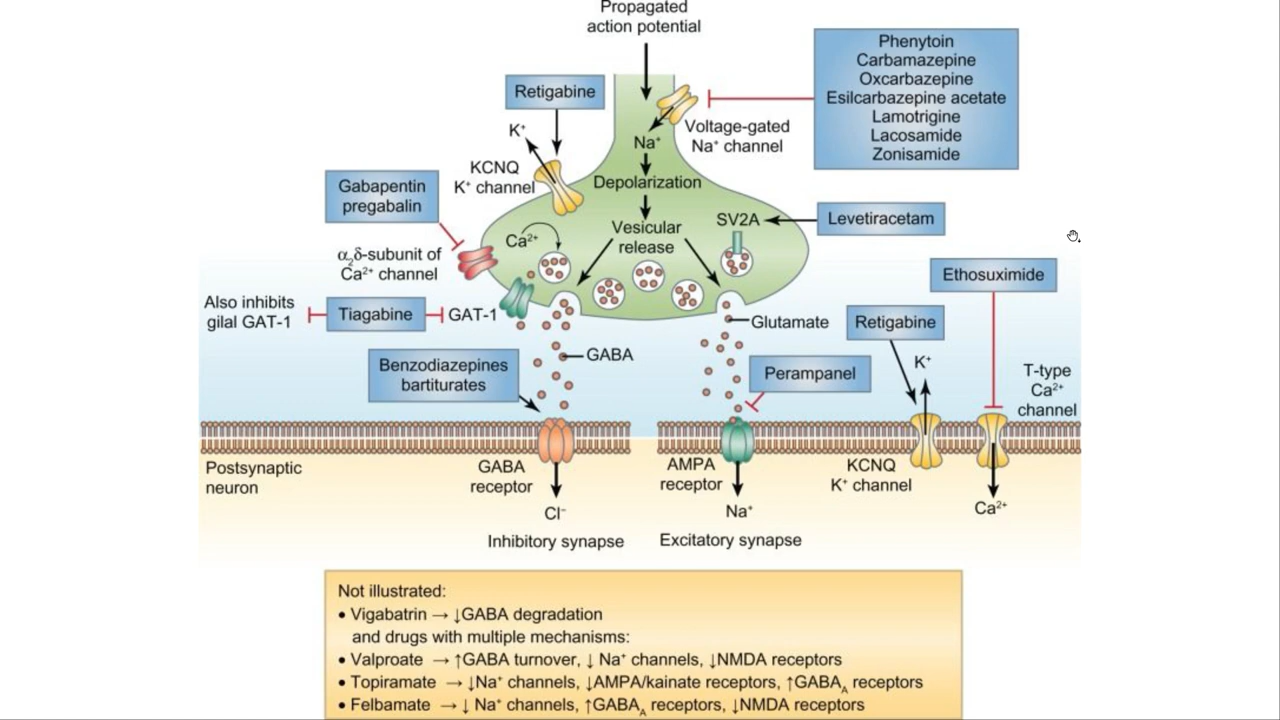 Propagated
action potential
Phenytoin
Carbamazepine
Oxcarbazepine
Esilcarbazepine acetate
Lamotrigine
Lacosamide
Zonisamide
Retigabine
K⁺
Voltage-gated
Na⁺ channel
Na⁺
KCNQ
K⁺ channel
Depolarization
Gabapentin
pregabalin
Vesicular
release
SV2A
Levetiracetam
Ca²⁺
α₂δ-subunit of
Ca²⁺ channel
Ethosuximide
Also inhibits
gilal GAT-1
Tiagabine
GAT-1
Glutamate
Retigabine
GABA
K⁺
Benzodiazepines
bartiturates
Perampanel
T-type
Ca²⁺
channel
Postsynaptic
neuron
GABA
receptor
AMPA
receptor
KCNQ
K⁺ channel
Cl⁻
Na⁺
Ca²⁺
Inhibitory synapse
Excitatory synapse
Not illustrated:
• Vigabatrin → ↓GABA degradation
and drugs with multiple mechanisms:
• Valproate → ↑GABA turnover, ↓ Na⁺ channels, ↓NMDA receptors
• Topiramate → ↓Na⁺ channels, ↓AMPA/kainate receptors, ↑GABA_A receptors
• Felbamate → ↓ Na⁺ channels, ↑GABA_A receptors, ↓NMDA receptors